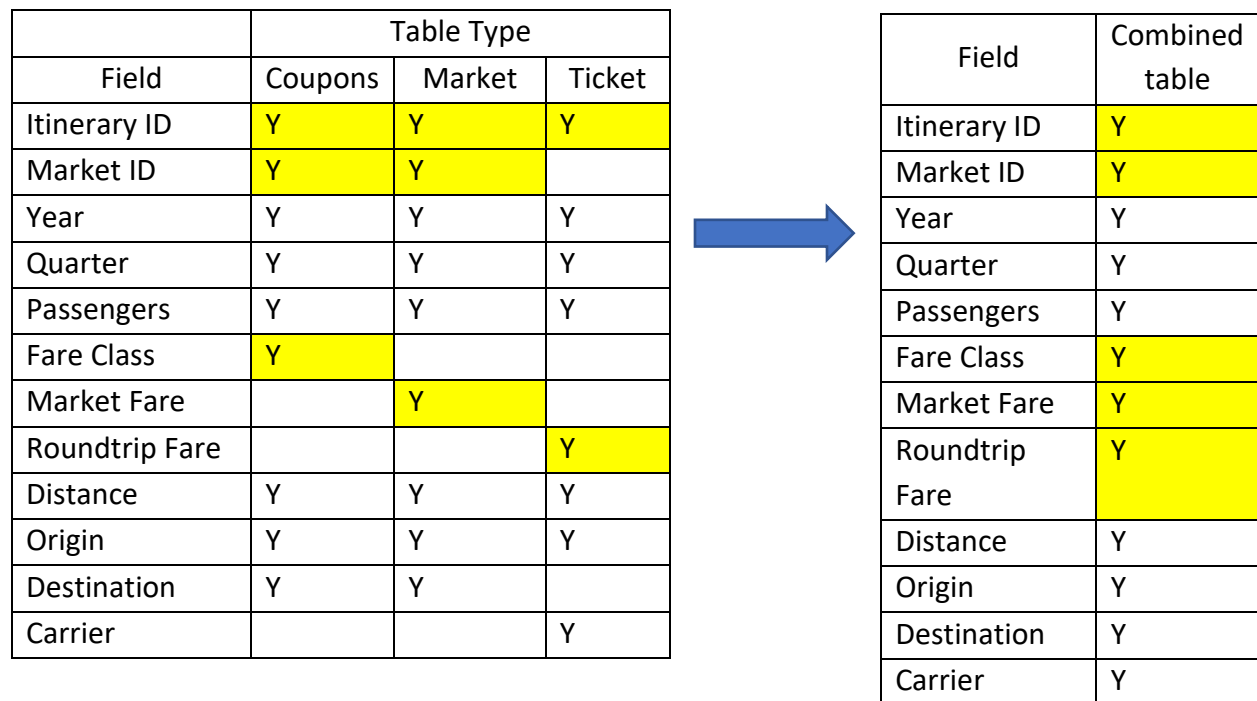 Table Type
Field Coupons Market Ticket
Itinerary ID Y Y Y
Market ID Y Y
Year Y Y Y
Quarter Y Y Y
Passengers Y Y Y
Fare Class Y
Market Fare Y
Roundtrip Fare Y
Distance Y Y Y
Origin Y Y Y
Destination Y Y
Carrier Y
Field Combined
table
Itinerary ID Y
Market ID Y
Year Y
Quarter Y
Passengers Y
Fare Class Y
Market Fare Y
Roundtrip Y
Fare
Distance Y
Origin Y
Destination Y
Carrier Y